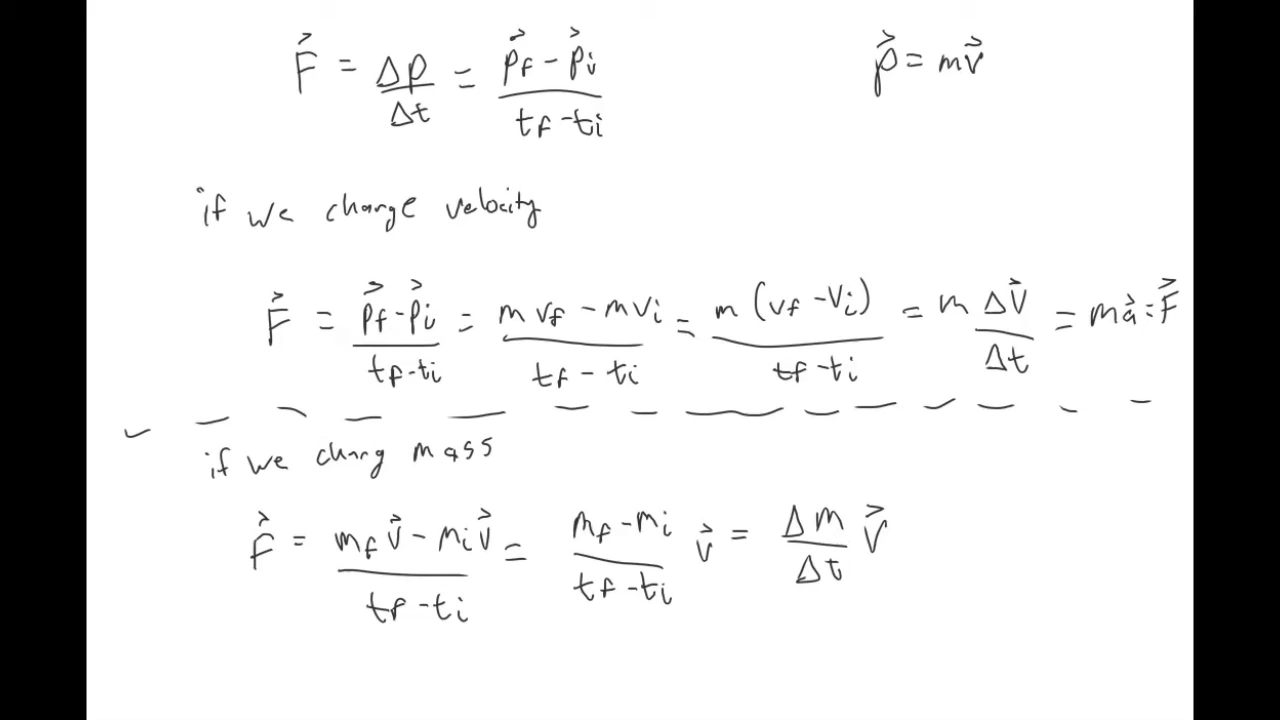 F⃗ = Δp/Δt = (p⃗f - p⃗i)/(tf - ti)    p⃗ = mv⃗
if we change velocity
F⃗ = (p⃗f - p⃗i)/(tf - ti) = (m vf - m vi)/(tf - ti) = m (vf - vi)/(tf - ti) = m Δv⃗/Δt = ma⃗ = F⃗
if we chang mass
F⃗ = (mf v⃗ - mi v⃗)/(tf - ti) = (mf - mi)/(tf - ti) v⃗ = Δm/Δt v⃗